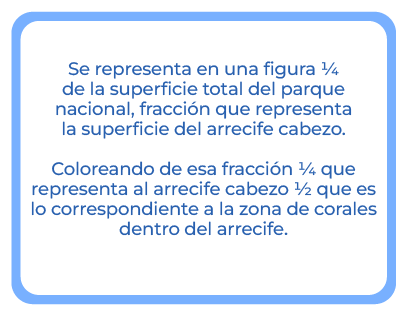 Se representa en una figura ¼
de la superficie total del parque
nacional, fracción que representa
la superficie del arrecife cabezo.
Coloreando de esa fracción ¼ que
representa al arrecife cabezo ½ que es
lo correspondiente a la zona de corales
dentro del arrecife.